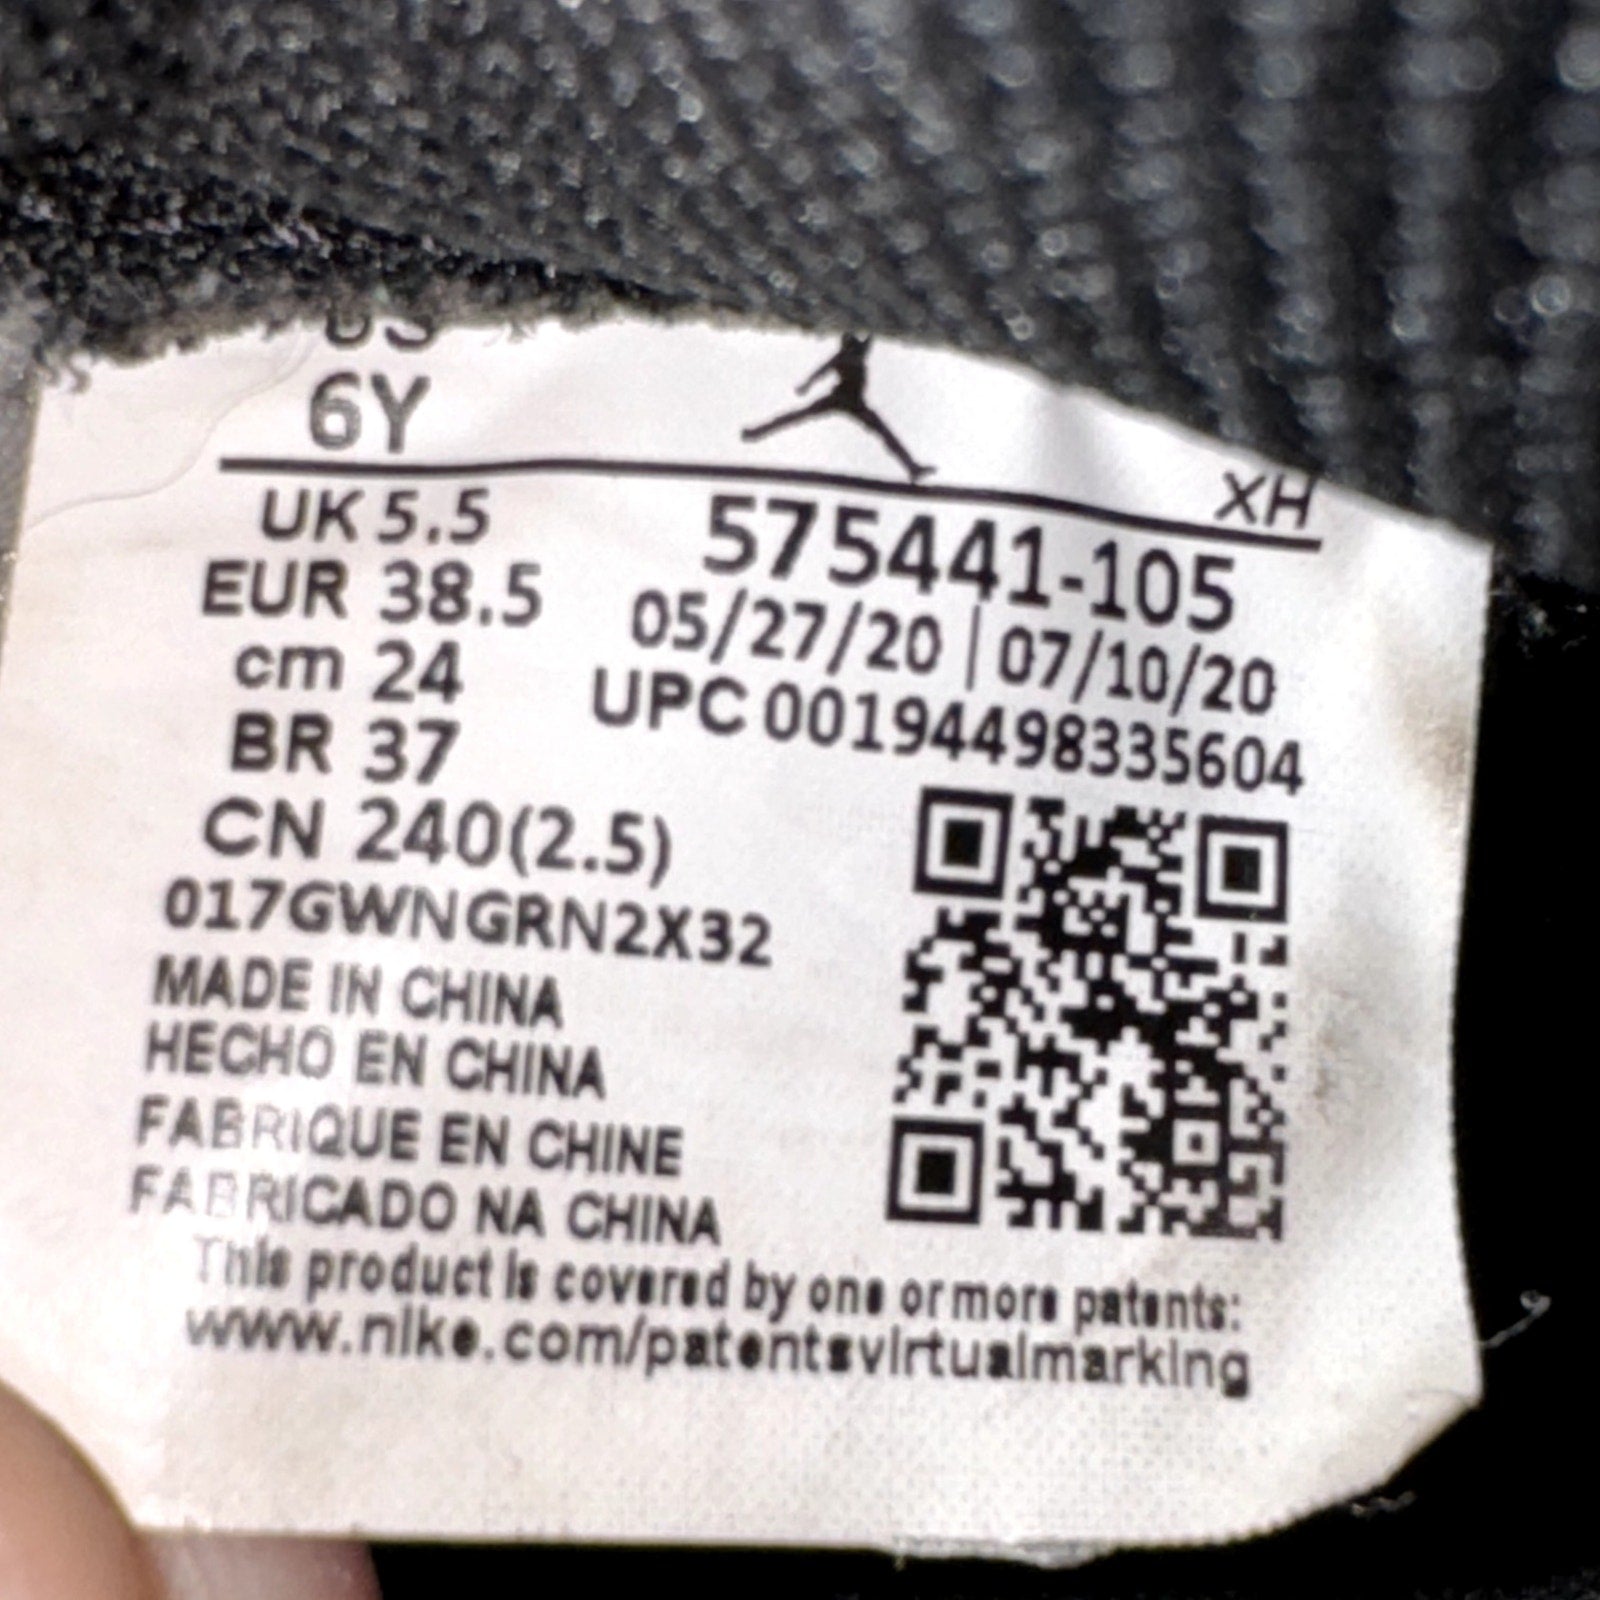 US
6Y
XH
UK 5.5
EUR 38.5
cm 24
BR 37
CN 240(2.5)
017GWNGRN2X32
575441-105
05/27/20 | 07/10/20
UPC 00194498335604
MADE IN CHINA
HECHO EN CHINA
FABRIQUE EN CHINE
FABRICADO NA CHINA
This product is covered by one or more patents:
www.nike.com/patentsvirtualmarking